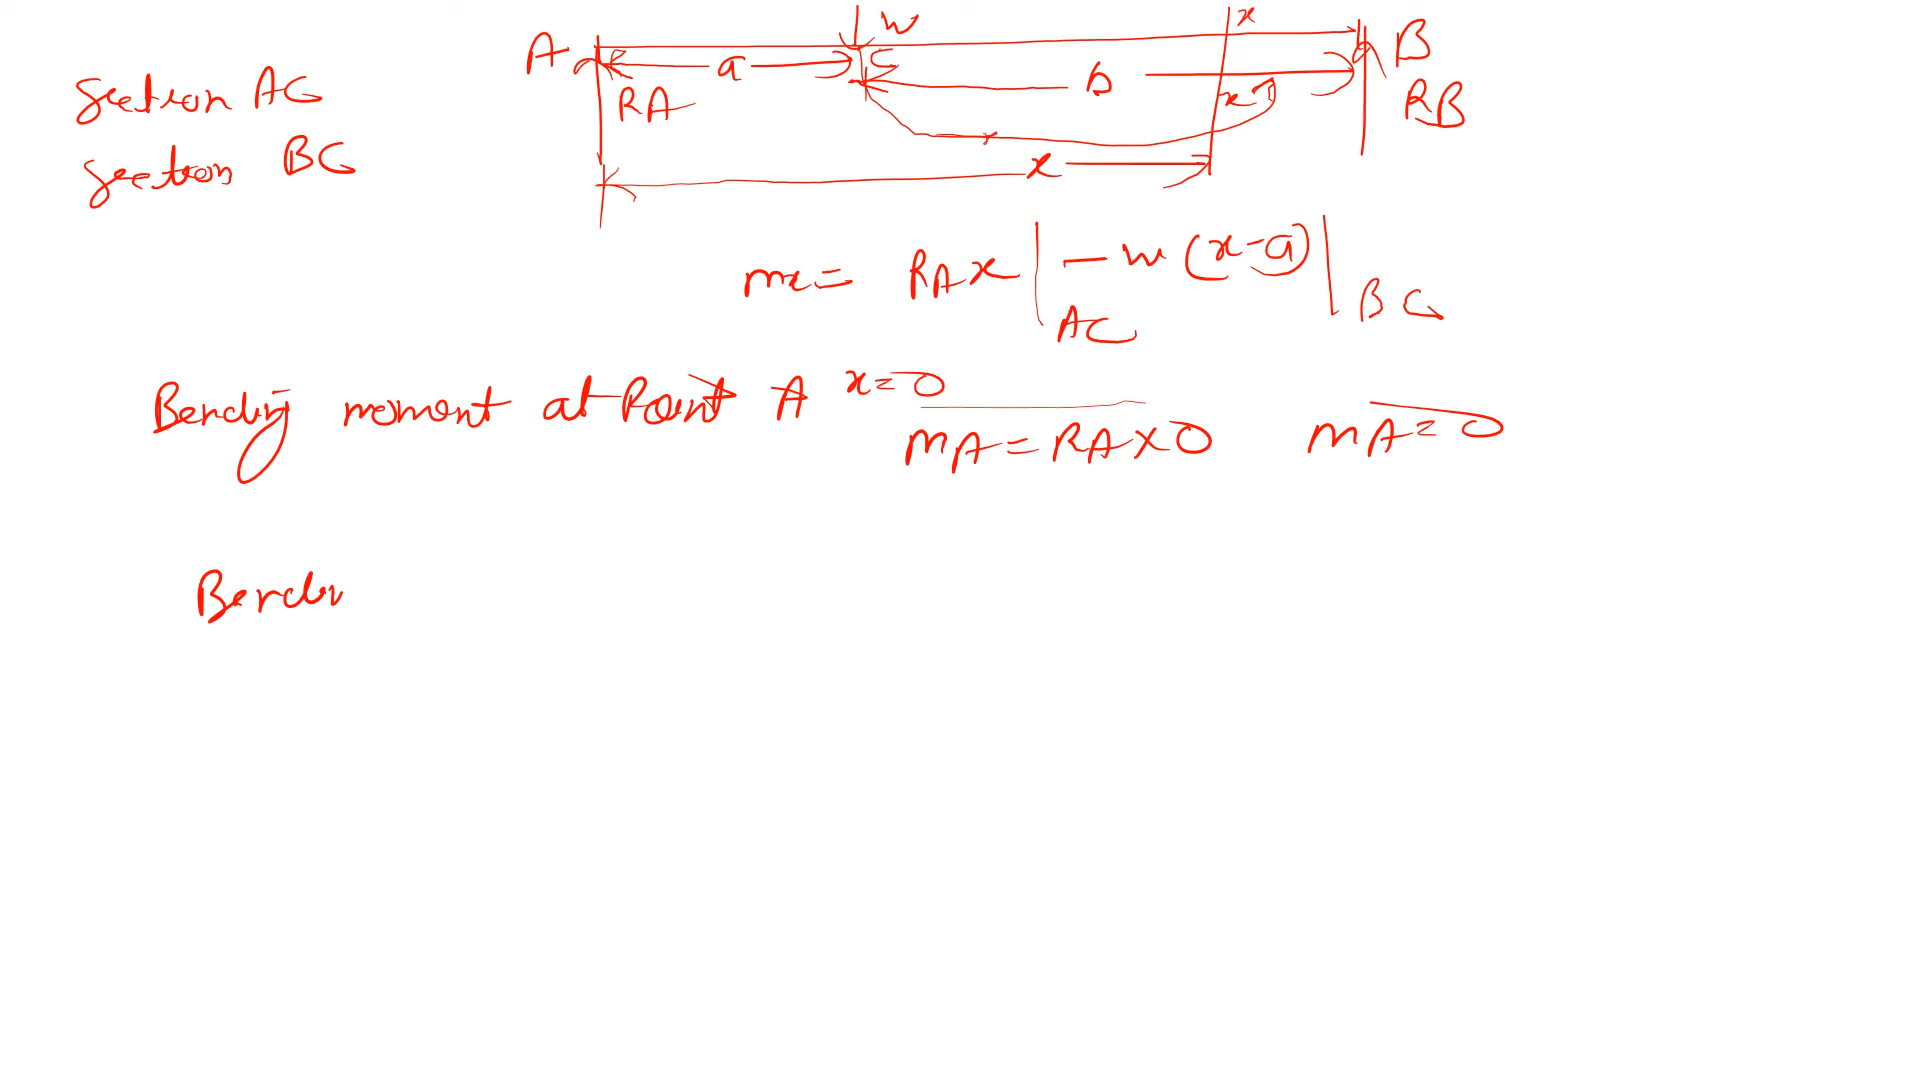 W x
A a C b B
section AC RA x RB
section BC x
mx = RAx | - w (x-a) |
AC BC
Bending moment at Point A x=0
MA = RA×0 MA = 0
Bendi